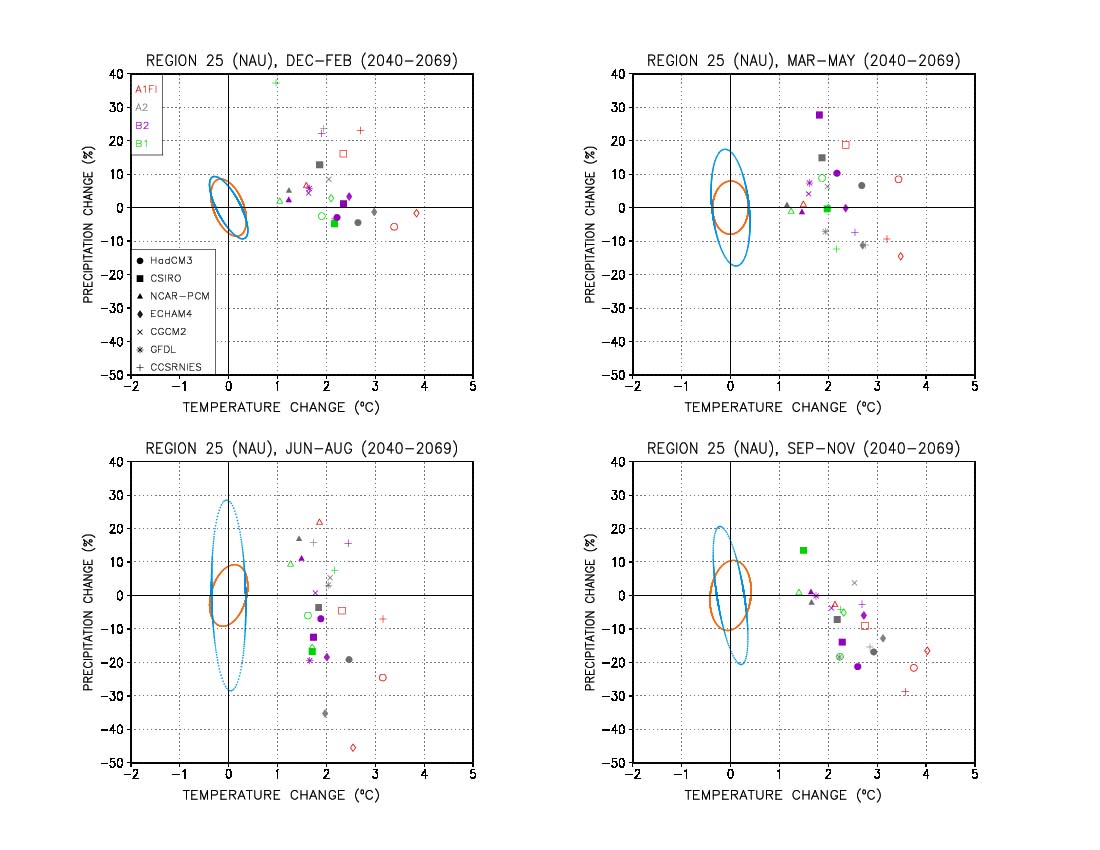 REGION 25 (NAU), DEC-FEB (2040-2069)
PRECIPITATION CHANGE (%)
40
30
20
10
0
-10
-20
-30
-40
-50
A1FI
A2
B2
B1
HadCM3
CSIRO
NCAR-PCM
ECHAM4
CGCM2
GFDL
CCSRNIES
-2 -1 0 1 2 3 4 5
TEMPERATURE CHANGE (ºC)
REGION 25 (NAU), MAR-MAY (2040-2069)
PRECIPITATION CHANGE (%)
40
30
20
10
0
-10
-20
-30
-40
-50
-2 -1 0 1 2 3 4 5
TEMPERATURE CHANGE (ºC)
REGION 25 (NAU), JUN-AUG (2040-2069)
PRECIPITATION CHANGE (%)
40
30
20
10
0
-10
-20
-30
-40
-50
-2 -1 0 1 2 3 4 5
TEMPERATURE CHANGE (ºC)
REGION 25 (NAU), SEP-NOV (2040-2069)
PRECIPITATION CHANGE (%)
40
30
20
10
0
-10
-20
-30
-40
-50
-2 -1 0 1 2 3 4 5
TEMPERATURE CHANGE (ºC)